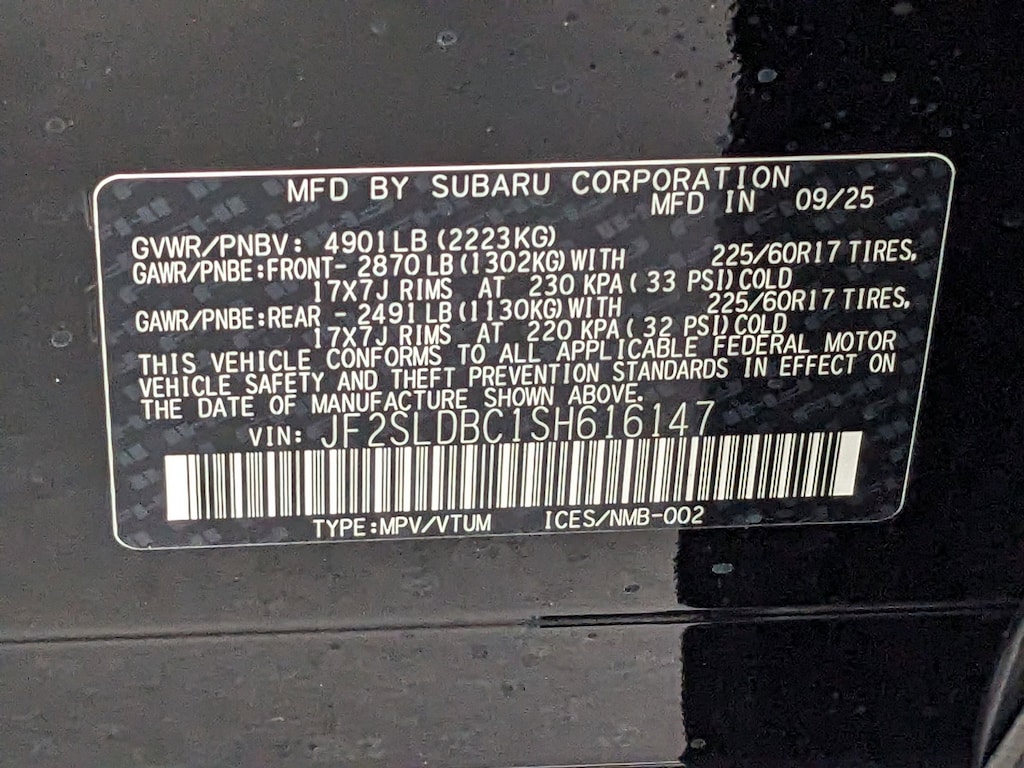 MFD BY SUBARU CORPORATION
MFD IN 09/25
GVWR/PNBV: 4901LB (2223KG)
GAWR/PNBE:FRONT- 2870LB(1302KG)WITH 225/60R17 TIRES,
17X7J RIMS AT 230 KPA( 33 PSI)COLD
GAWR/PNBE:REAR - 2491LB(1130KG)WITH 225/60R17 TIRES,
17X7J RIMS AT 220 KPA( 32 PSI)COLD
THIS VEHICLE CONFORMS TO ALL APPLICABLE FEDERAL MOTOR
VEHICLE SAFETY AND THEFT PREVENTION STANDARDS IN EFFECT ON
THE DATE OF MANUFACTURE SHOWN ABOVE.
VIN: JF2SLDBC1SH616147
TYPE:MPV/VTUM ICES/NMB-002